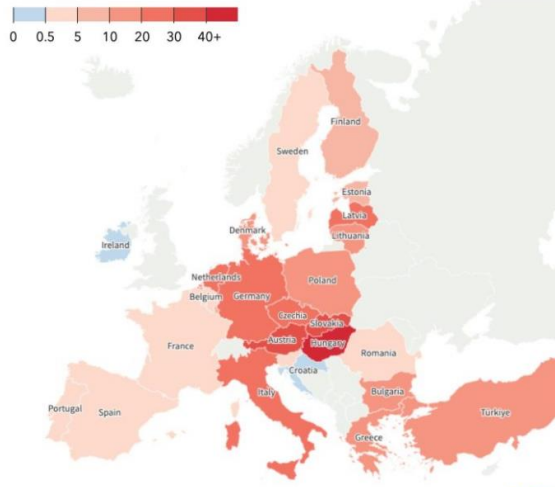 0 0.5 5 10 20 30 40+
Finland
Sweden
Estonia
Latvia
Lithuania
Denmark
Ireland
Netherlands
Poland
Belgium
Germany
Czechia
Slovakia
Austria
Hungary
France
Romania
Croatia
Bulgaria
Italy
Portugal
Spain
Turkiye
Greece